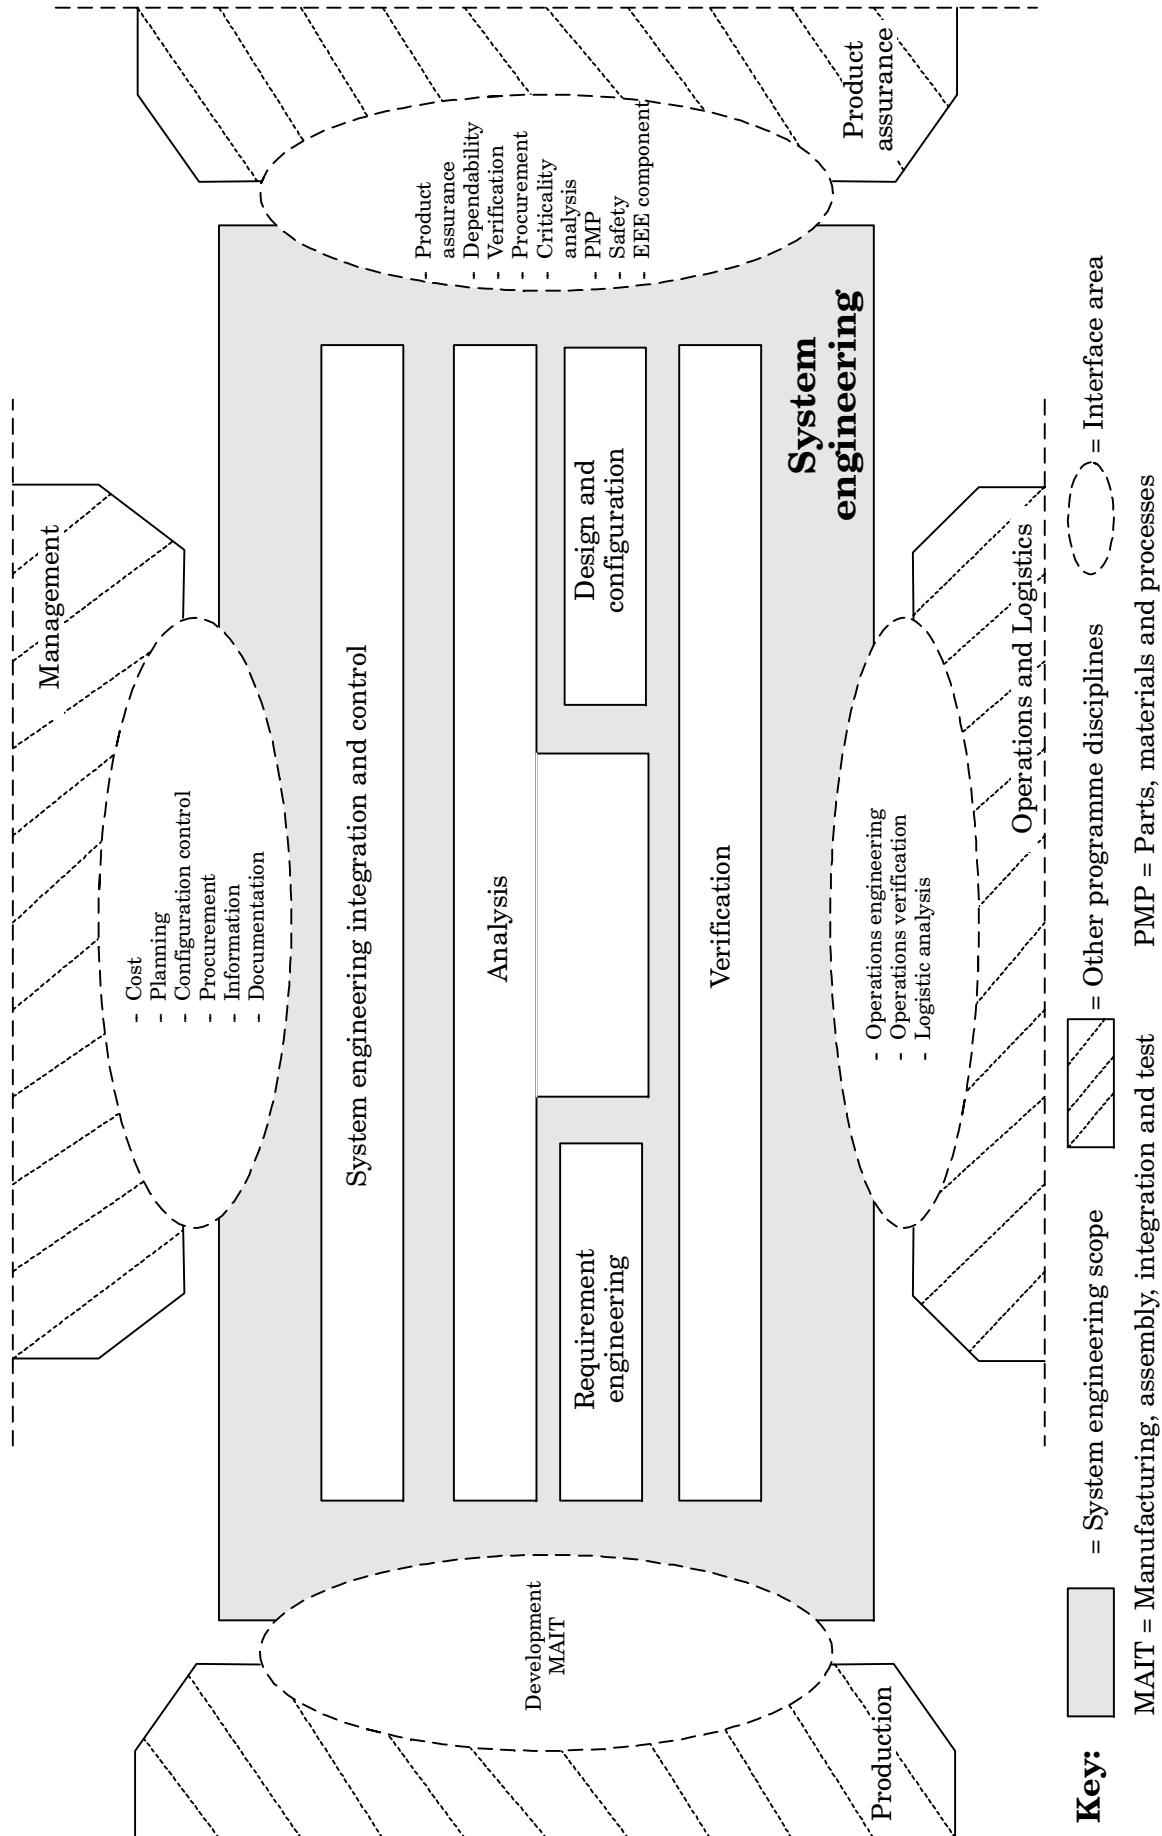 Management
- Cost
- Planning
- Configuration control
- Procurement
- Information
- Documentation
System engineering integration and control
Analysis
Requirement
engineering
Design and
configuration
Verification
System
engineering
Development
MAIT
Production
- Product
assurance
- Dependability
- Verification
- Procurement
- Criticality
analysis
- PMP
- Safety
- EEE component
Product
assurance
- Operations engineering
- Operations verification
- Logistic analysis
Operations and Logistics
Key:
= System engineering scope
= Other programme disciplines
= Interface area
MAIT = Manufacturing, assembly, integration and test
PMP = Parts, materials and processes